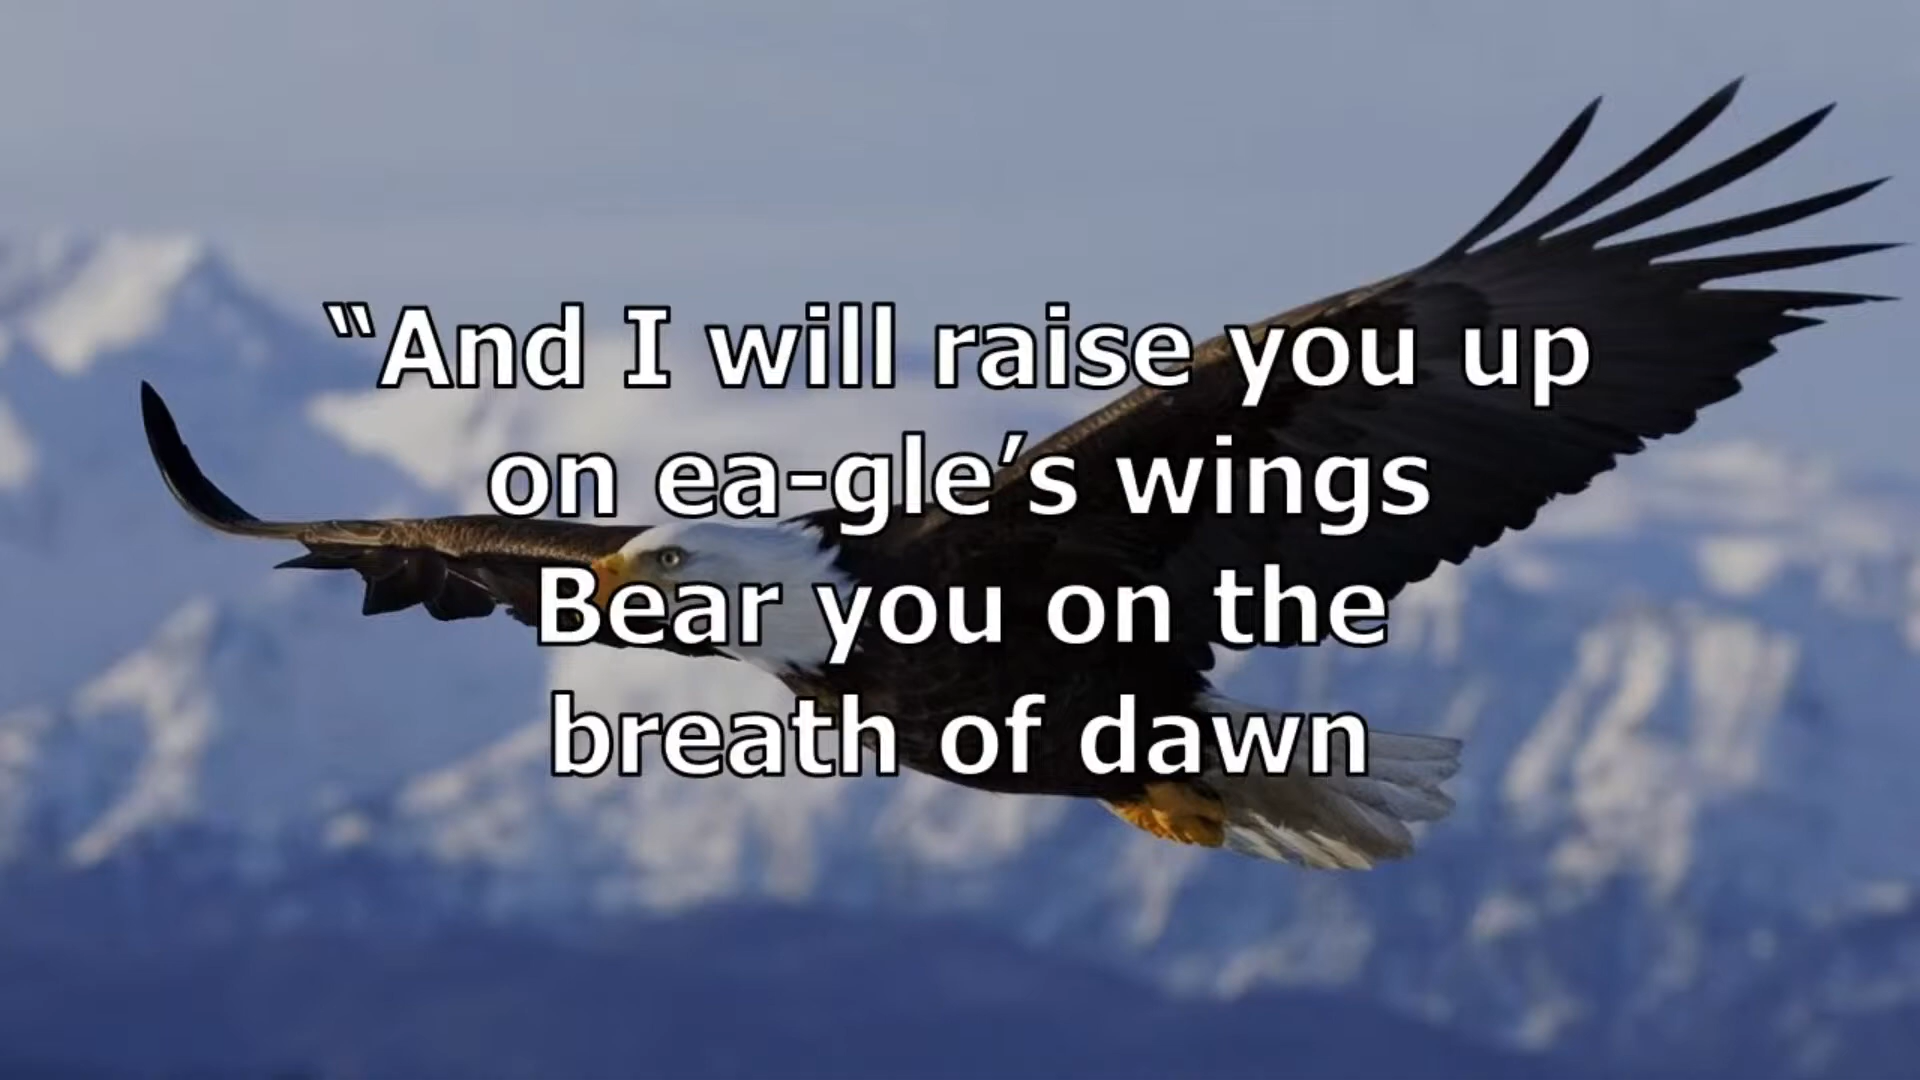 “And I will raise you up
on ea-gle’s wings
Bear you on the
breath of dawn